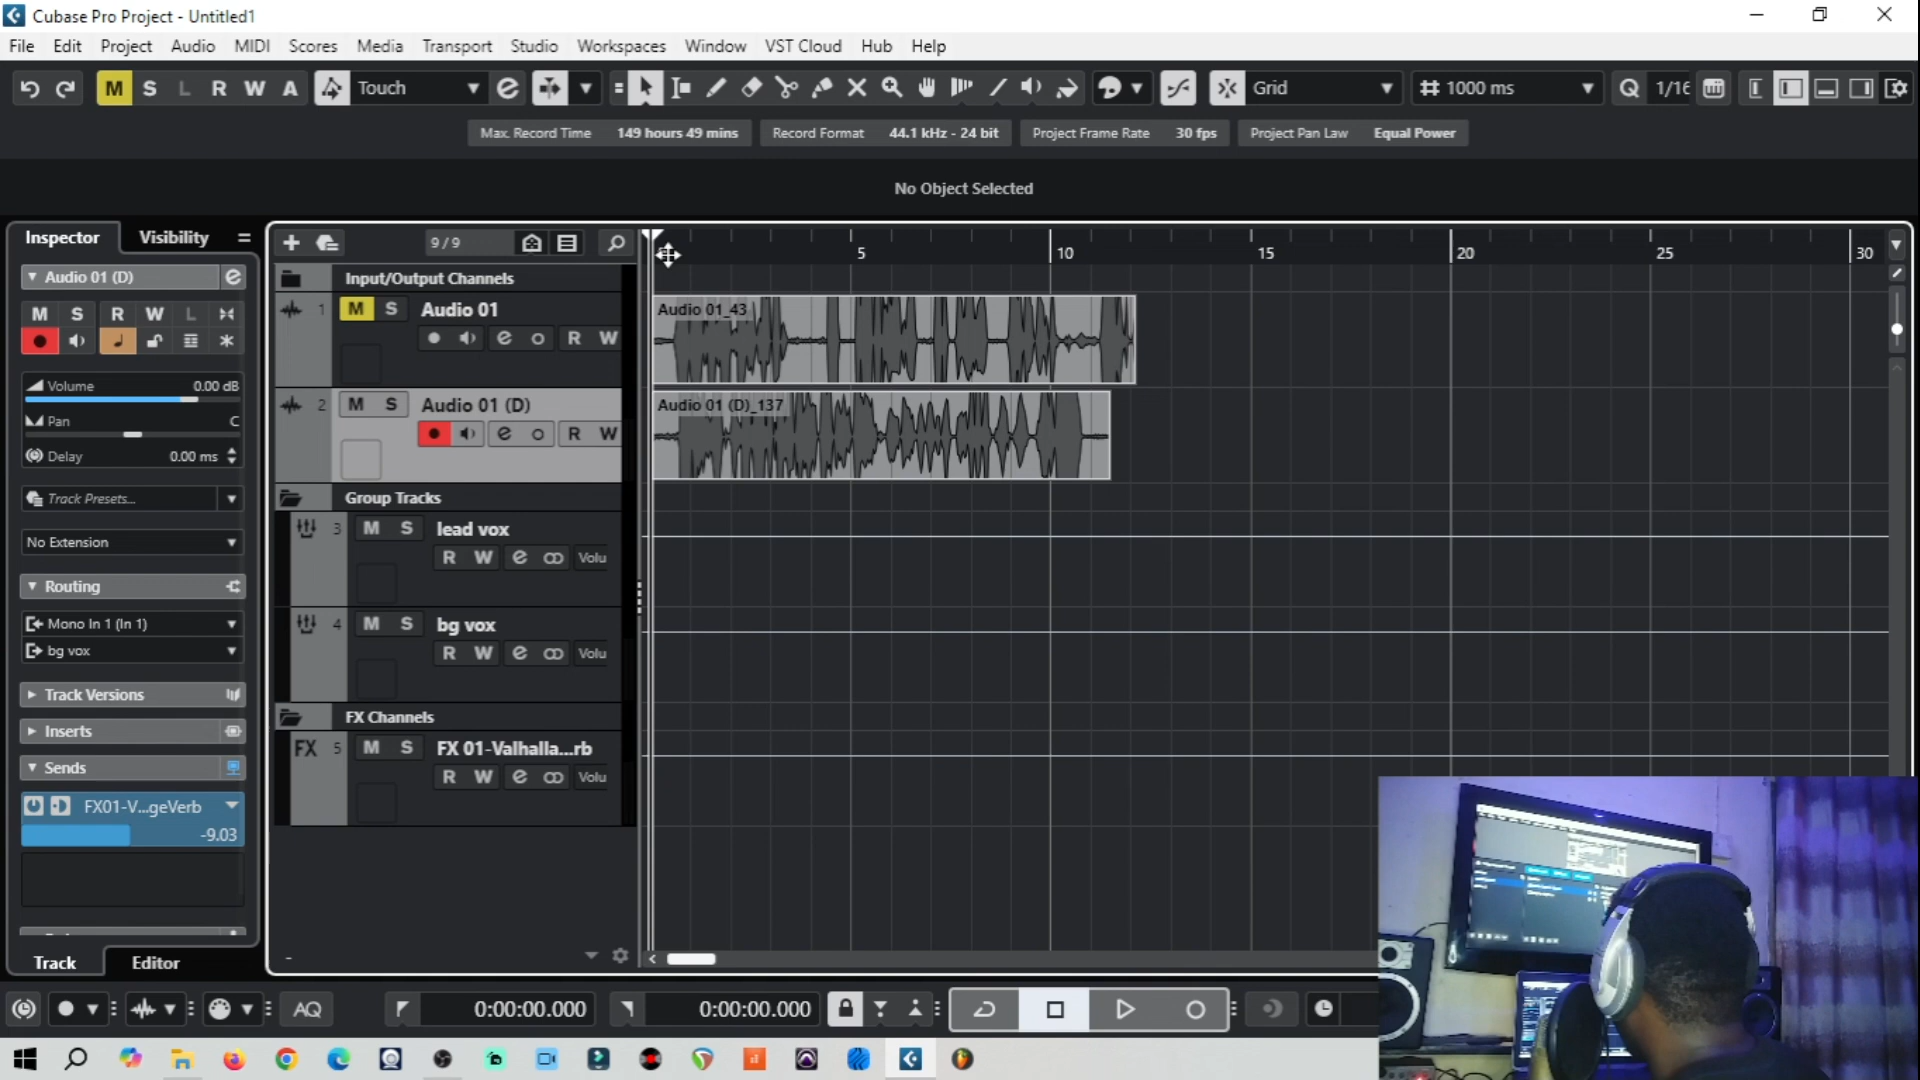 Cubase Pro Project - Untitled1
File Edit Project Audio MIDI Scores Media Transport Studio Workspaces Window VST Cloud Hub Help
M S L R W A Touch e Grid 1000 ms Q 1/16
Max. Record Time 149 hours 49 mins Record Format 44.1 kHz - 24 bit Project Frame Rate 30 fps Project Pan Law Equal Power
No Object Selected
Inspector Visibility
9 / 9
5 10 15 20 25 30
Audio 01 (D) e
Input/Output Channels
M S R W L
1 M S Audio 01
e R W
Audio 01_43
Volume 0.00 dB
Pan C
Delay 0.00 ms
2 M S Audio 01 (D)
e R W
Audio 01 (D)_137
Track Presets...
Group Tracks
No Extension
3 M S lead vox
R W e Volu
Routing
Mono In 1 (In 1)
bg vox
4 M S bg vox
R W e Volu
Track Versions
Inserts
FX Channels
Sends
FX 5 M S FX 01-Valhalla...rb
R W e Volu
FX01-V...geVerb
-9.03
Track Editor
AQ 0:00:00.000 0:00:00.000